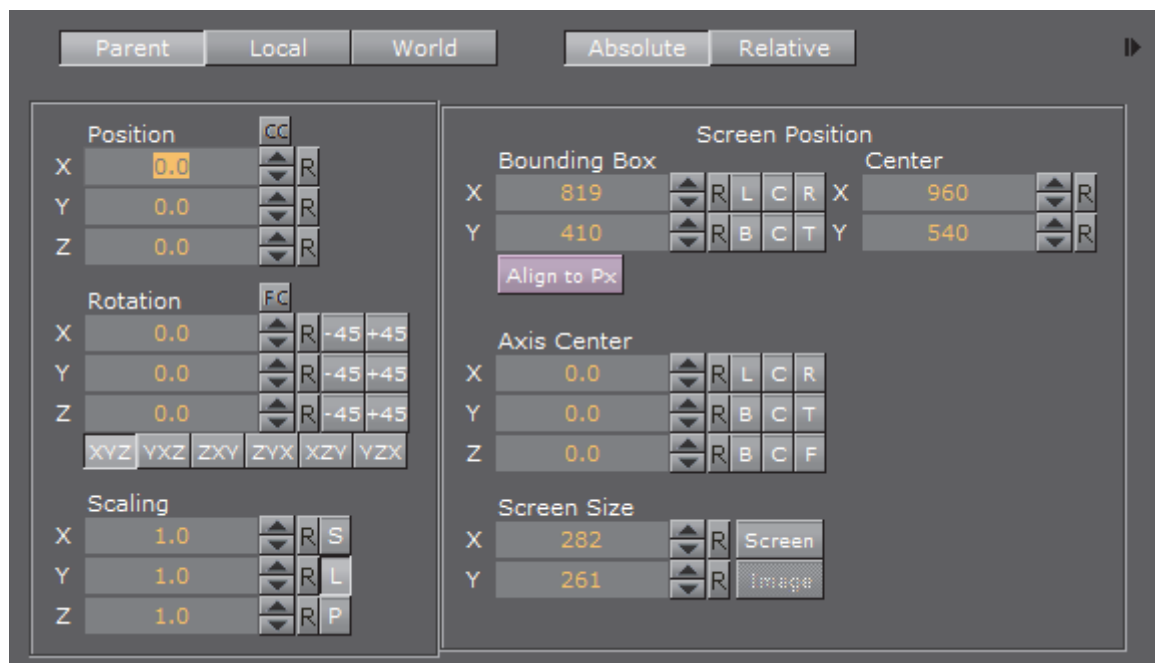 Parent Local World Absolute Relative
Position CC
X 0.0 R
Y 0.0 R
Z 0.0 R
Rotation FC
X 0.0 R -45 +45
Y 0.0 R -45 +45
Z 0.0 R -45 +45
XYZ YXZ ZXY ZYX XZY YZX
Scaling
X 1.0 R S
Y 1.0 R L
Z 1.0 R P
Screen Position
Bounding Box Center
X 819 R L C R X 960 R
Y 410 R B C T Y 540 R
Align to Px
Axis Center
X 0.0 R L C R
Y 0.0 R B C T
Z 0.0 R B C F
Screen Size
X 282 R Screen
Y 261 R Image